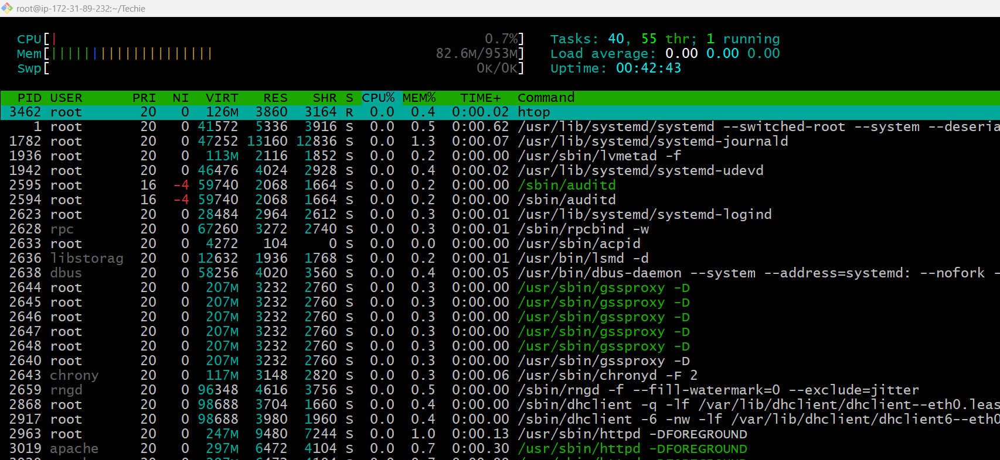 root@ip-172-31-89-232:~/Techie
CPU[| 0.7%] Tasks: 40, 55 thr; 1 running
Mem[|||||||||||||||||||| 82.6M/953M] Load average: 0.00 0.00 0.00
Swp[ 0K/0K] Uptime: 00:42:43
PID USER PRI NI VIRT RES SHR S CPU% MEM% TIME+ Command
3462 root 20 0 126M 3860 3164 R 0.0 0.4 0:00.02 htop
1 root 20 0 41572 5336 3916 S 0.0 0.5 0:00.62 /usr/lib/systemd/systemd --switched-root --system --deseria
1782 root 20 0 47252 13160 12836 S 0.0 1.3 0:00.07 /usr/lib/systemd/systemd-journald
1936 root 20 0 113M 2116 1852 S 0.0 0.2 0:00.00 /usr/sbin/lvmetad -f
1942 root 20 0 46476 4024 2928 S 0.0 0.4 0:00.02 /usr/lib/systemd/systemd-udevd
2595 root 16 -4 59740 2068 1664 S 0.0 0.2 0:00.00 /sbin/auditd
2594 root 16 -4 59740 2068 1664 S 0.0 0.2 0:00.00 /sbin/auditd
2623 root 20 0 28484 2964 2612 S 0.0 0.3 0:00.01 /usr/lib/systemd/systemd-logind
2628 rpc 20 0 67260 3272 2740 S 0.0 0.3 0:00.01 /sbin/rpcbind -w
2633 root 20 0 4272 104 0 S 0.0 0.0 0:00.00 /usr/sbin/acpid
2636 libstorag 20 0 12632 1936 1768 S 0.0 0.2 0:00.01 /usr/bin/lsmd -d
2638 dbus 20 0 58256 4020 3560 S 0.0 0.4 0:00.05 /usr/bin/dbus-daemon --system --address=systemd: --nofork -
2644 root 20 0 207M 3232 2760 S 0.0 0.3 0:00.00 /usr/sbin/gssproxy -D
2645 root 20 0 207M 3232 2760 S 0.0 0.3 0:00.00 /usr/sbin/gssproxy -D
2646 root 20 0 207M 3232 2760 S 0.0 0.3 0:00.00 /usr/sbin/gssproxy -D
2647 root 20 0 207M 3232 2760 S 0.0 0.3 0:00.00 /usr/sbin/gssproxy -D
2648 root 20 0 207M 3232 2760 S 0.0 0.3 0:00.00 /usr/sbin/gssproxy -D
2640 root 20 0 207M 3232 2760 S 0.0 0.3 0:00.00 /usr/sbin/gssproxy -D
2643 chrony 20 0 117M 3148 2820 S 0.0 0.3 0:00.06 /usr/sbin/chronyd -F 2
2659 rngd 20 0 96348 4616 3756 S 0.0 0.5 0:00.00 /sbin/rngd -f --fill-watermark=0 --exclude=jitter
2868 root 20 0 98688 3704 1660 S 0.0 0.4 0:00.00 /sbin/dhclient -q -lf /var/lib/dhclient/dhclient--eth0.leas
2917 root 20 0 98688 3980 1960 S 0.0 0.4 0:00.00 /sbin/dhclient -6 -nw -lf /var/lib/dhclient/dhclient6--eth0
2963 root 20 0 247M 9480 7244 S 0.0 1.0 0:00.13 /usr/sbin/httpd -DFOREGROUND
3019 apache 20 0 297M 6472 4104 S 0.0 0.7 0:00.30 /usr/sbin/httpd -DFOREGROUND